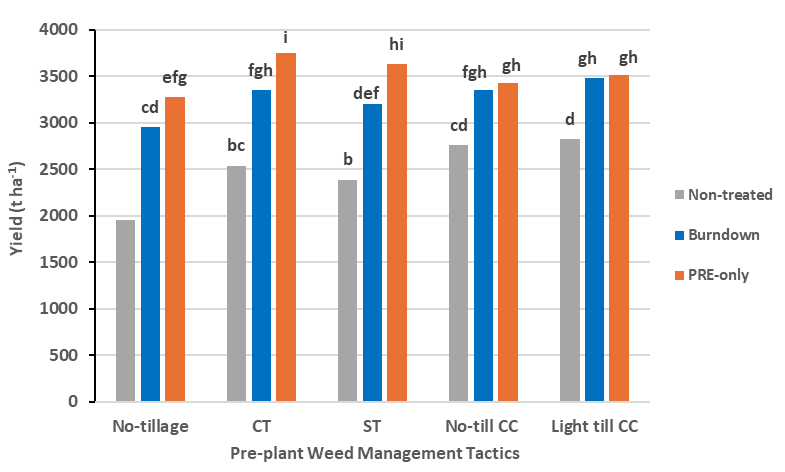 4000
3500
3000
2500
2000
1500
1000
500
0
Yield (t ha-1)
efg
cd
i
fgh
bc
hi
def
b
fgh
gh
cd
gh
gh
d
No-tillage
CT
ST
No-till CC
Light till CC
Pre-plant Weed Management Tactics
Non-treated
Burndown
PRE-only